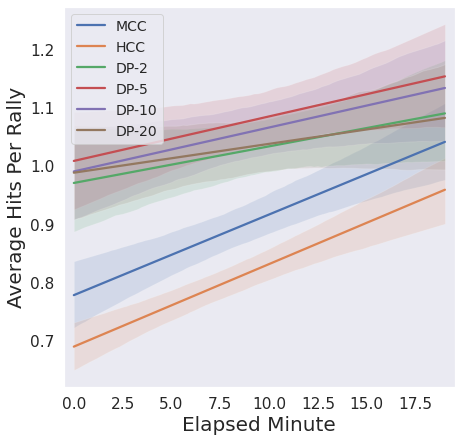 MCC
HCC
DP-2
DP-5
DP-10
DP-20
Average Hits Per Rally
1.2
1.1
1.0
0.9
0.8
0.7
0.0 2.5 5.0 7.5 10.0 12.5 15.0 17.5
Elapsed Minute